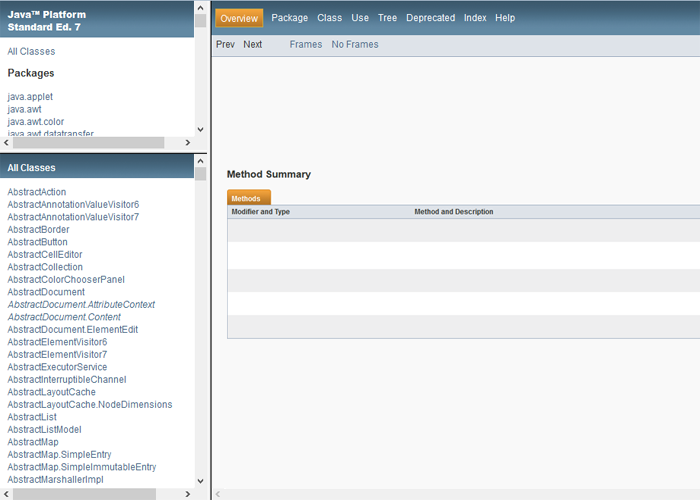 Java™ Platform
Standard Ed. 7
All Classes
Packages
java.applet
java.awt
java.awt.color
java.awt.datatransfer
All Classes
AbstractAction
AbstractAnnotationValueVisitor6
AbstractAnnotationValueVisitor7
AbstractBorder
AbstractButton
AbstractCellEditor
AbstractCollection
AbstractColorChooserPanel
AbstractDocument
AbstractDocument.AttributeContext
AbstractDocument.Content
AbstractDocument.ElementEdit
AbstractElementVisitor6
AbstractElementVisitor7
AbstractExecutorService
AbstractInterruptibleChannel
AbstractLayoutCache
AbstractLayoutCache.NodeDimensions
AbstractList
AbstractListModel
AbstractMap
AbstractMap.SimpleEntry
AbstractMap.SimpleImmutableEntry
AbstractMarshallerImpl
Overview Package Class Use Tree Deprecated Index Help
Prev Next Frames No Frames
Method Summary
Methods
Modifier and Type Method and Description